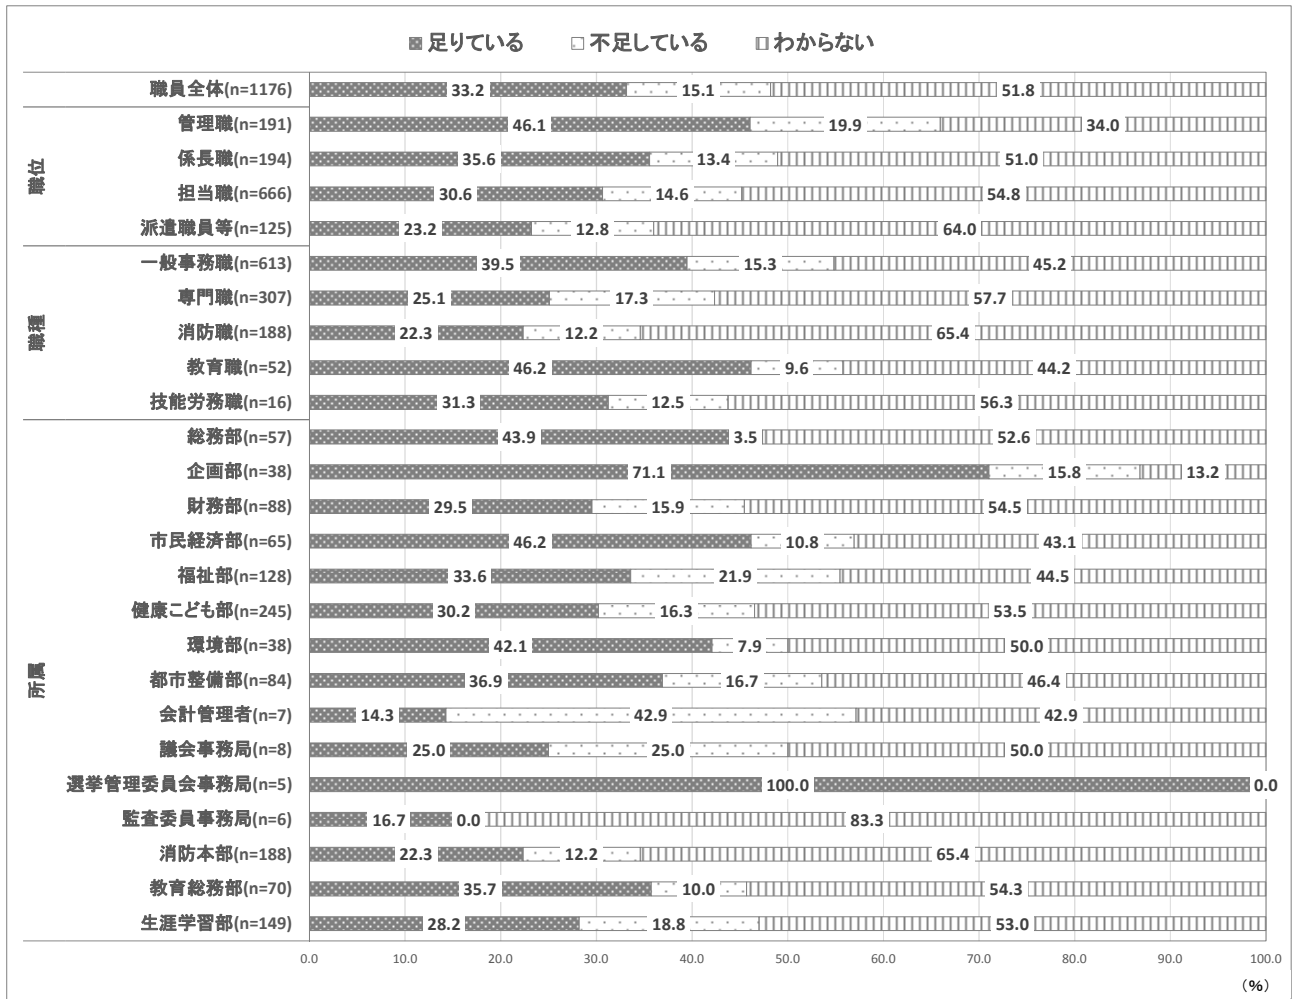 足りている 不足している わからない
職員全体(n=1176) 33.2 15.1 51.8
職位
管理職(n=191) 46.1 19.9 34.0
係長職(n=194) 35.6 13.4 51.0
担当職(n=666) 30.6 14.6 54.8
派遣職員等(n=125) 23.2 12.8 64.0
職種
一般事務職(n=613) 39.5 15.3 45.2
専門職(n=307) 25.1 17.3 57.7
消防職(n=188) 22.3 12.2 65.4
教育職(n=52) 46.2 9.6 44.2
技能労務職(n=16) 31.3 12.5 56.3
所属
総務部(n=57) 43.9 3.5 52.6
企画部(n=38) 71.1 15.8 13.2
財務部(n=88) 29.5 15.9 54.5
市民経済部(n=65) 46.2 10.8 43.1
福祉部(n=128) 33.6 21.9 44.5
健康こども部(n=245) 30.2 16.3 53.5
環境部(n=38) 42.1 7.9 50.0
都市整備部(n=84) 36.9 16.7 46.4
会計管理者(n=7) 14.3 42.9 42.9
議会事務局(n=8) 25.0 25.0 50.0
選挙管理委員会事務局(n=5) 100.0 0.0
監査委員事務局(n=6) 16.7 0.0 83.3
消防本部(n=188) 22.3 12.2 65.4
教育総務部(n=70) 35.7 10.0 54.3
生涯学習部(n=149) 28.2 18.8 53.0
0.0 10.0 20.0 30.0 40.0 50.0 60.0 70.0 80.0 90.0 100.0
（%）